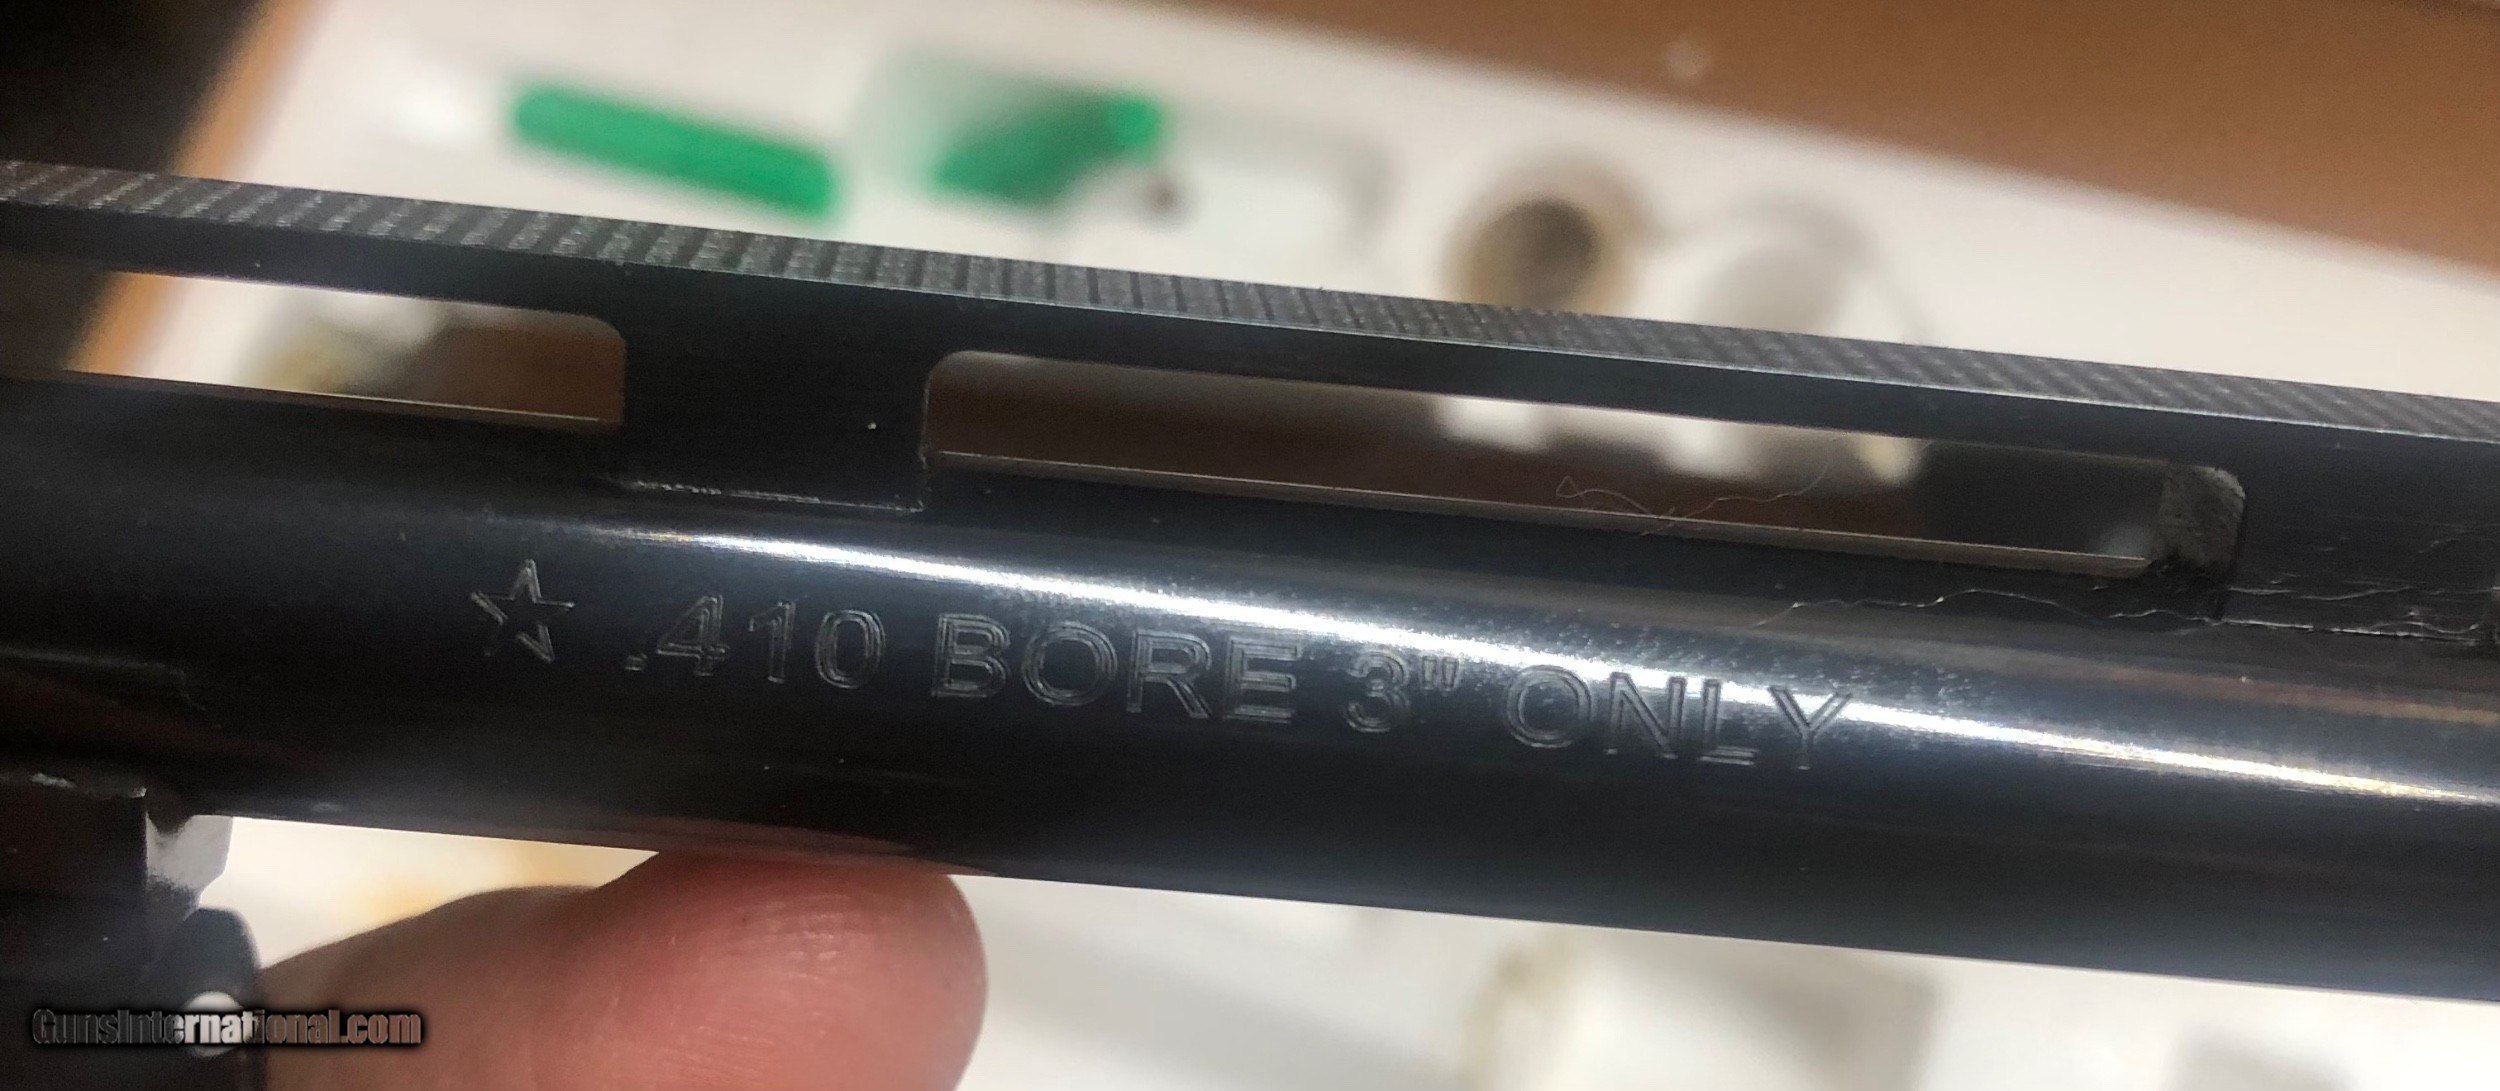 ☆ .410 BORE 3" ONLY
GunsInternational.com